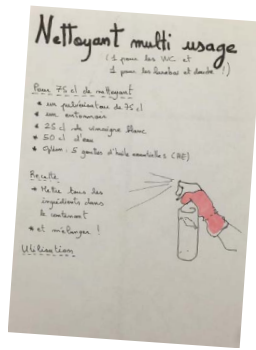 Nettoyant multi usage
(1 pour les WC et
1 pour les lavabos et douche !)
Pour 75 cl de nettoyant
* un pulvérisateur de 75 cl
* un entonnoir
* 25 cl de vinaigre blanc
* 50 cl d'eau
* : 5 gouttes d'huile essentielles (HE)
Recette
* Mettre tous les
ingrédients dans
le contenant
* et mélanger !
Utilisation